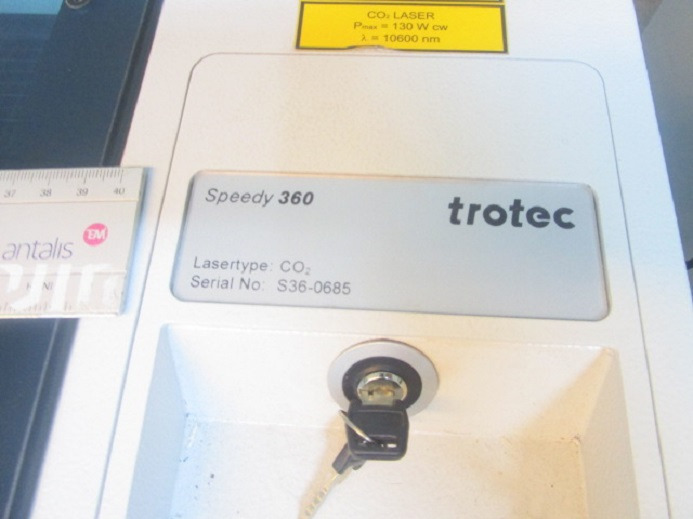 CO₂ LASER
Pmax = 130 W cw
λ = 10600 nm
Speedy 360
trotec
Lasertype: CO₂
Serial No: S36-0685
37 38 39 40
antalis TM